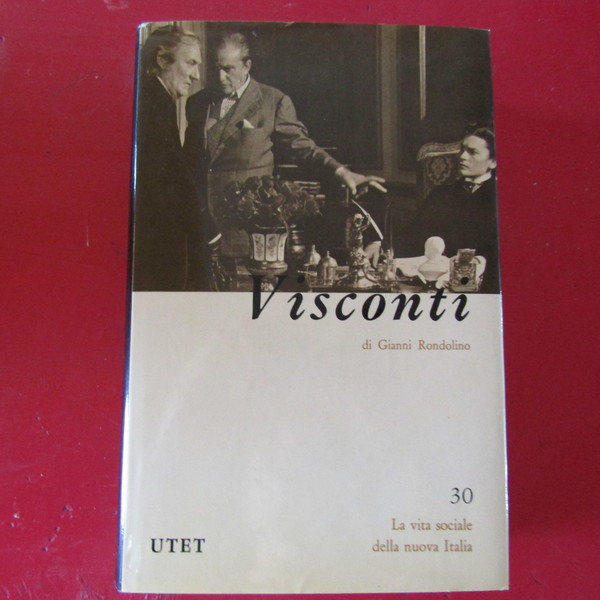 Visconti
di Gianni Rondolino
30
La vita sociale
della nuova Italia
UTET